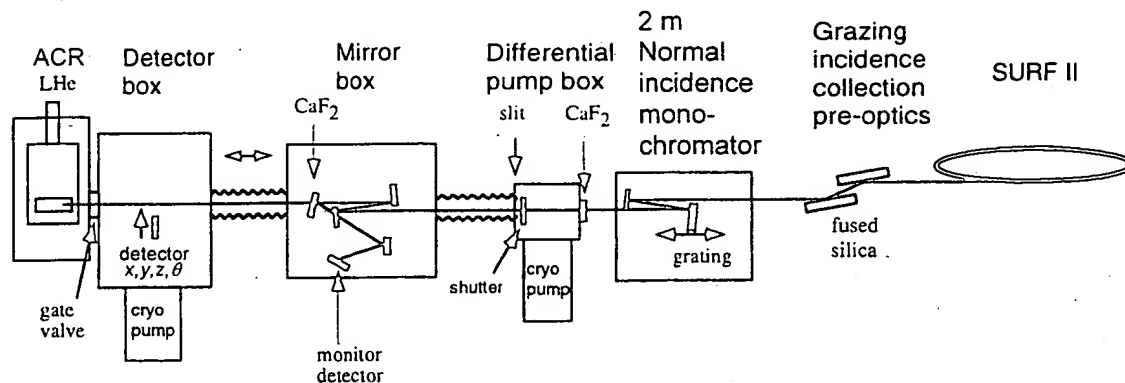 ACR
LHe
Detector
box
Mirror
box
CaF2
Differential
pump box
slit
CaF2
2 m
Normal
incidence
mono-
chromator
Grazing
incidence
collection
pre-optics
SURF II
detector
x,y,z,θ
gate
valve
cryo
pump
monitor
detector
shutter
cryo
pump
grating
fused
silica